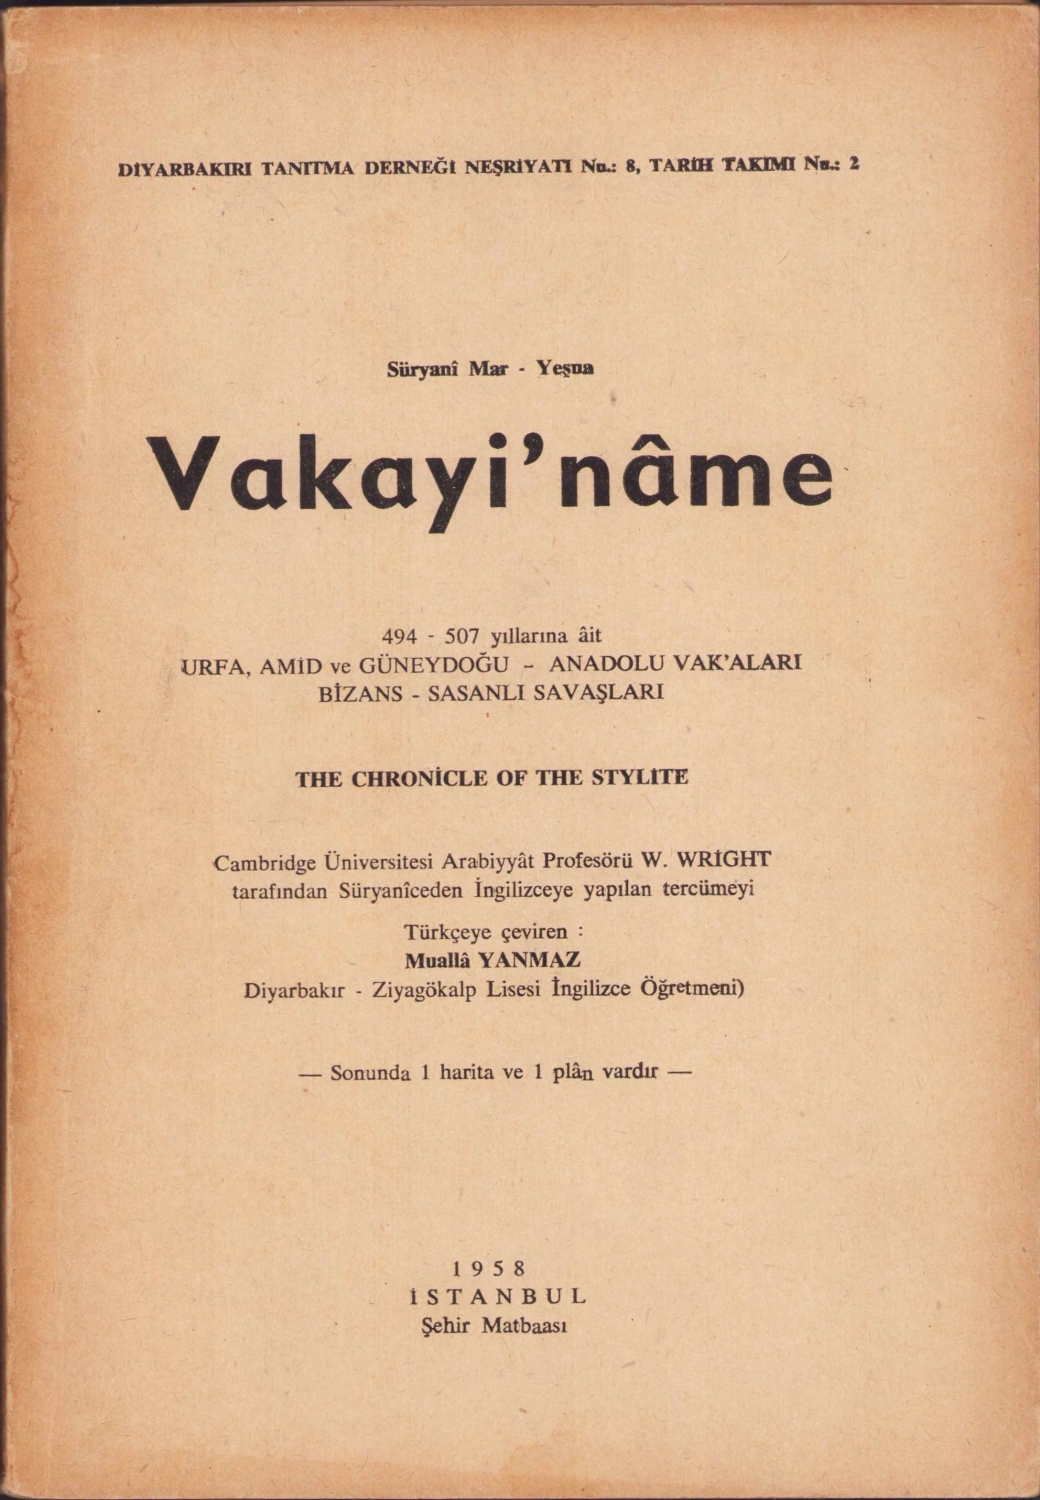 DİYARBAKIRI TANITMA DERNEĞİ NEŞRİYATI No.: 8, TARİH TAKIMI No.: 2
Süryanî Mar - Yeşua
Vakayi’nâme
494 - 507 yıllarına âit
URFA, AMİD ve GÜNEYDOĞU - ANADOLU VAK’ALARI
BİZANS - SASANLI SAVAŞLARI
THE CHRONİCLE OF THE STYLİTE
Cambridge Üniversitesi Arabiyyât Profesörü W. WRİGHT
tarafından Süryanîceden İngilizceye yapılan tercümeyi
Türkçeye çeviren :
Muallâ YANMAZ
Diyarbakır - Ziyagökalp Lisesi İngilizce Öğretmeni)
— Sonunda 1 harita ve 1 plân vardır —
1958
İSTANBUL
Şehir Matbaası